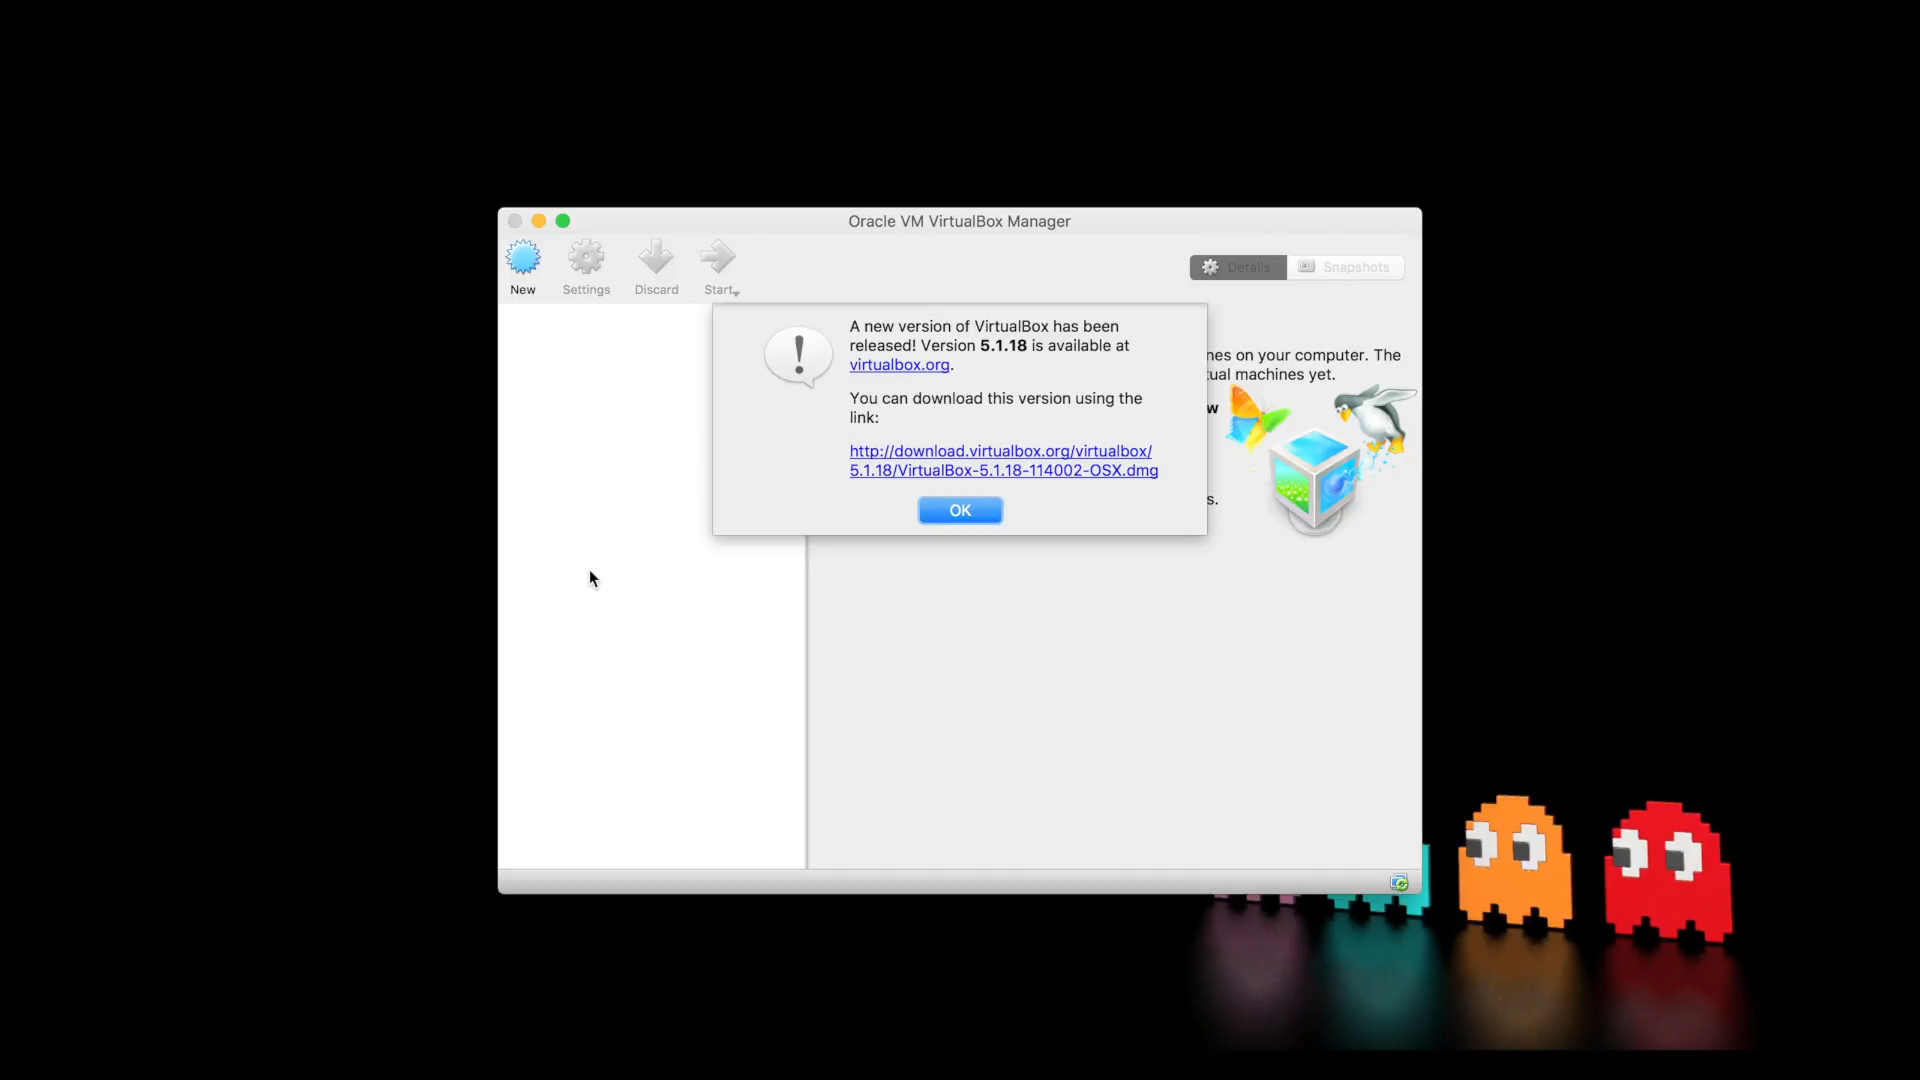 Oracle VM VirtualBox Manager
New
Settings
Discard
Start
Details
Snapshots
A new version of VirtualBox has been
released! Version 5.1.18 is available at
virtualbox.org.
You can download this version using the
link:
http://download.virtualbox.org/virtualbox/
5.1.18/VirtualBox-5.1.18-114002-OSX.dmg
OK
on your computer. The
machines yet.